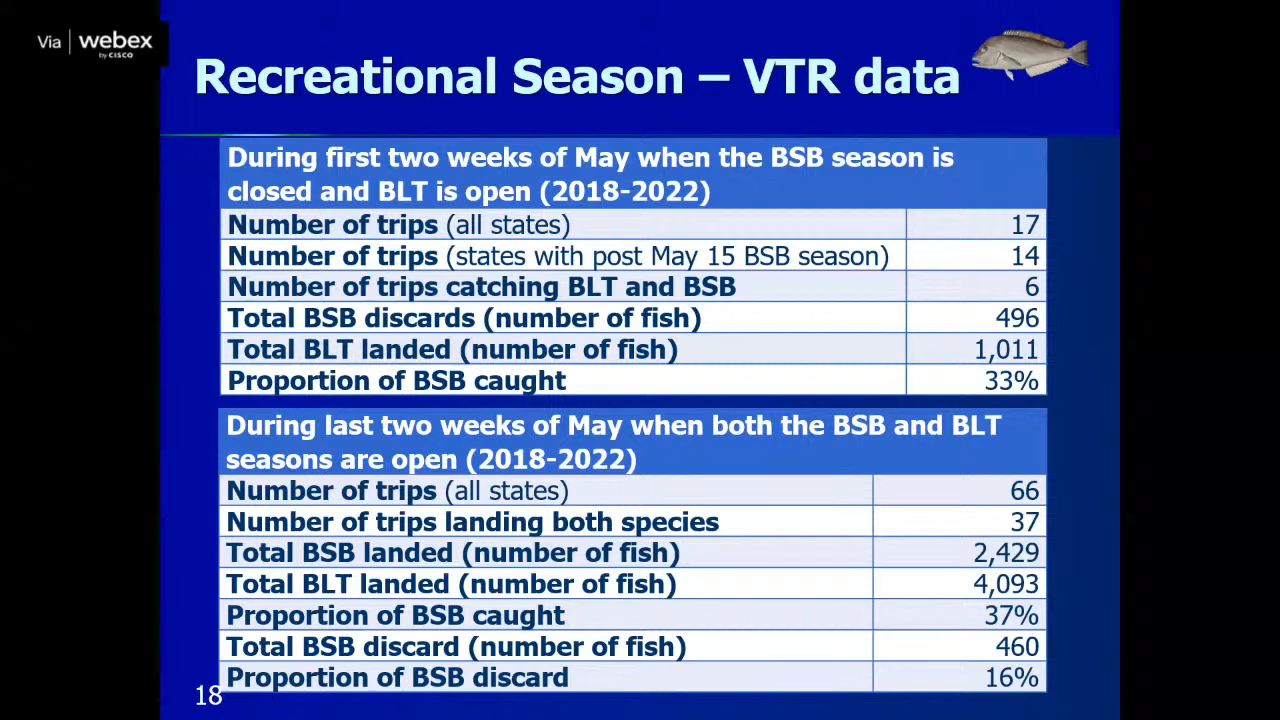 Via | webex
by CISCO
Recreational Season – VTR data
During first two weeks of May when the BSB season is
closed and BLT is open (2018-2022)
Number of trips (all states) 17
Number of trips (states with post May 15 BSB season) 14
Number of trips catching BLT and BSB 6
Total BSB discards (number of fish) 496
Total BLT landed (number of fish) 1,011
Proportion of BSB caught 33%
During last two weeks of May when both the BSB and BLT
seasons are open (2018-2022)
Number of trips (all states) 66
Number of trips landing both species 37
Total BSB landed (number of fish) 2,429
Total BLT landed (number of fish) 4,093
Proportion of BSB caught 37%
Total BSB discard (number of fish) 460
Proportion of BSB discard 16%
18